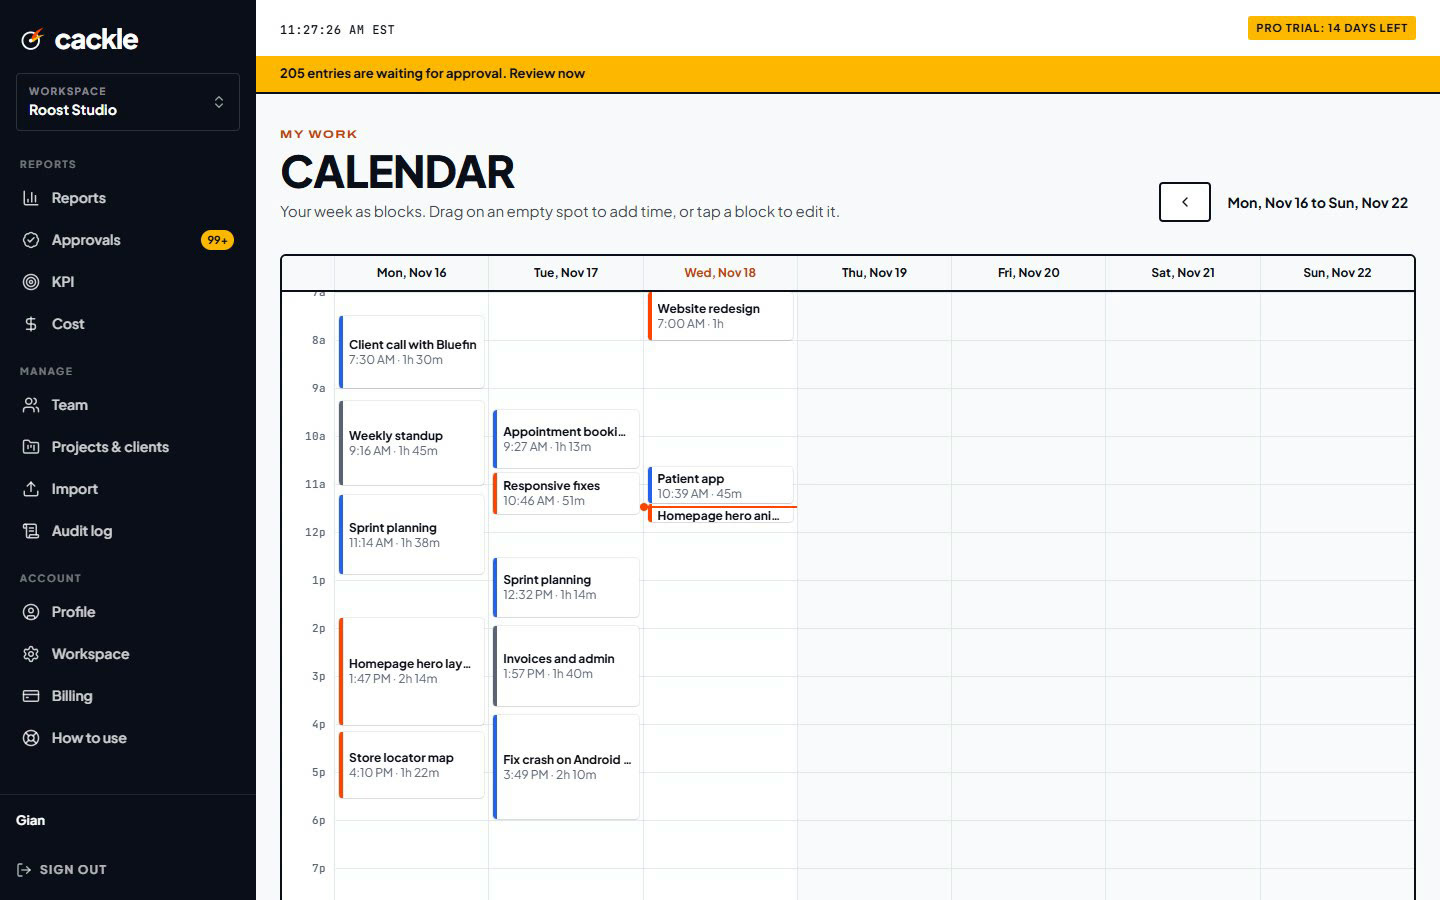 cackle
WORKSPACE
Roost Studio
REPORTS
Reports
Approvals
99+
KPI
Cost
MANAGE
Team
Projects & clients
Import
Audit log
ACCOUNT
Profile
Workspace
Billing
How to use
Gian
SIGN OUT
11:27:26 AM EST
PRO TRIAL: 14 DAYS LEFT
205 entries are waiting for approval. Review now
MY WORK
CALENDAR
Your week as blocks. Drag on an empty spot to add time, or tap a block to edit it.
Mon, Nov 16 to Sun, Nov 22
Mon, Nov 16
Tue, Nov 17
Wed, Nov 18
Thu, Nov 19
Fri, Nov 20
Sat, Nov 21
Sun, Nov 22
7a
8a
9a
10a
11a
12p
1p
2p
3p
4p
5p
6p
7p
Client call with Bluefin
7:30 AM · 1h 30m
Weekly standup
9:16 AM · 1h 45m
Sprint planning
11:14 AM · 1h 38m
Homepage hero lay...
1:47 PM · 2h 14m
Store locator map
4:10 PM · 1h 22m
Appointment booki...
9:27 AM · 1h 13m
Responsive fixes
10:46 AM · 51m
Sprint planning
12:32 PM · 1h 14m
Invoices and admin
1:57 PM · 1h 40m
Fix crash on Android ...
3:49 PM · 2h 10m
Website redesign
7:00 AM · 1h
Patient app
10:39 AM · 45m
Homepage hero ani...